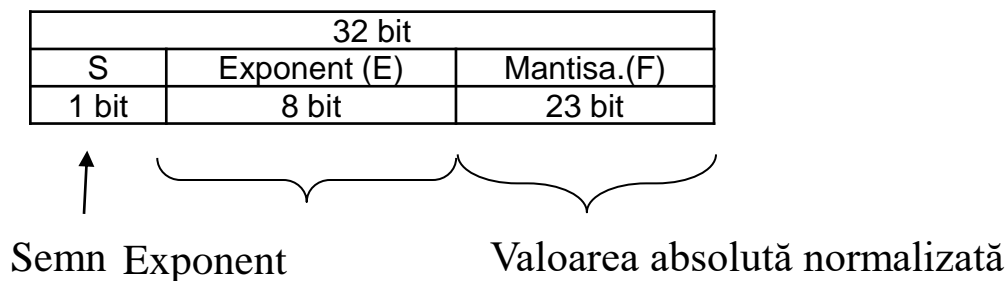 32 bit
S Exponent (E) Mantisa.(F)
1 bit 8 bit 23 bit
Semn Exponent Valoarea absolută normalizată